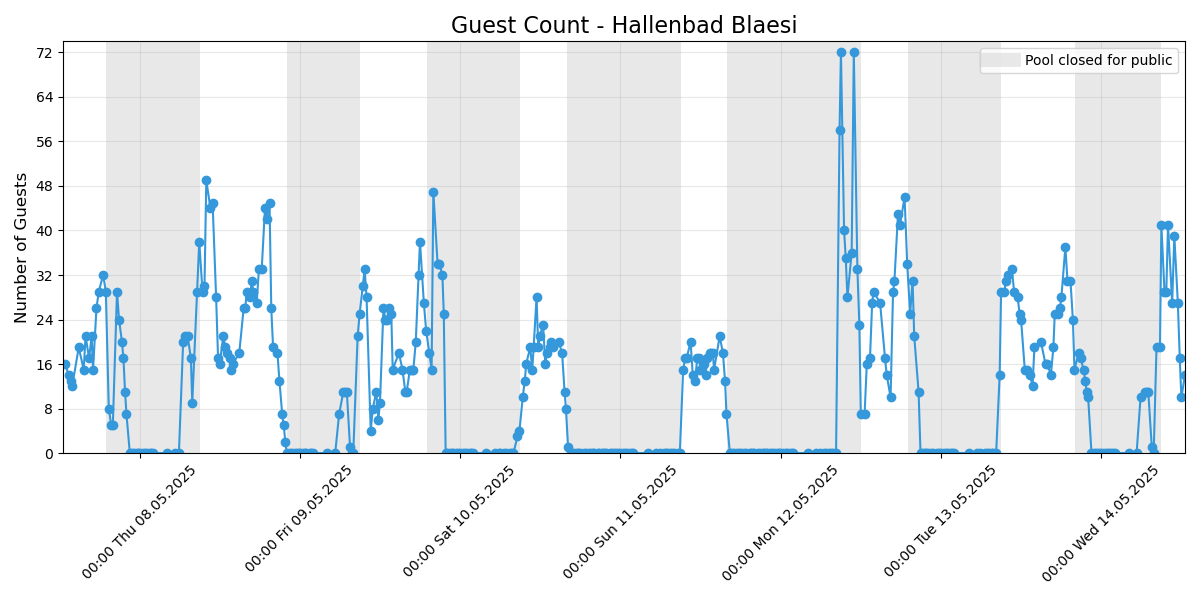 Guest Count - Hallenbad Blaesi
Pool closed for public
Number of Guests
72
64
56
48
40
32
24
16
8
0
00:00 Thu 08.05.2025
00:00 Fri 09.05.2025
00:00 Sat 10.05.2025
00:00 Sun 11.05.2025
00:00 Mon 12.05.2025
00:00 Tue 13.05.2025
00:00 Wed 14.05.2025